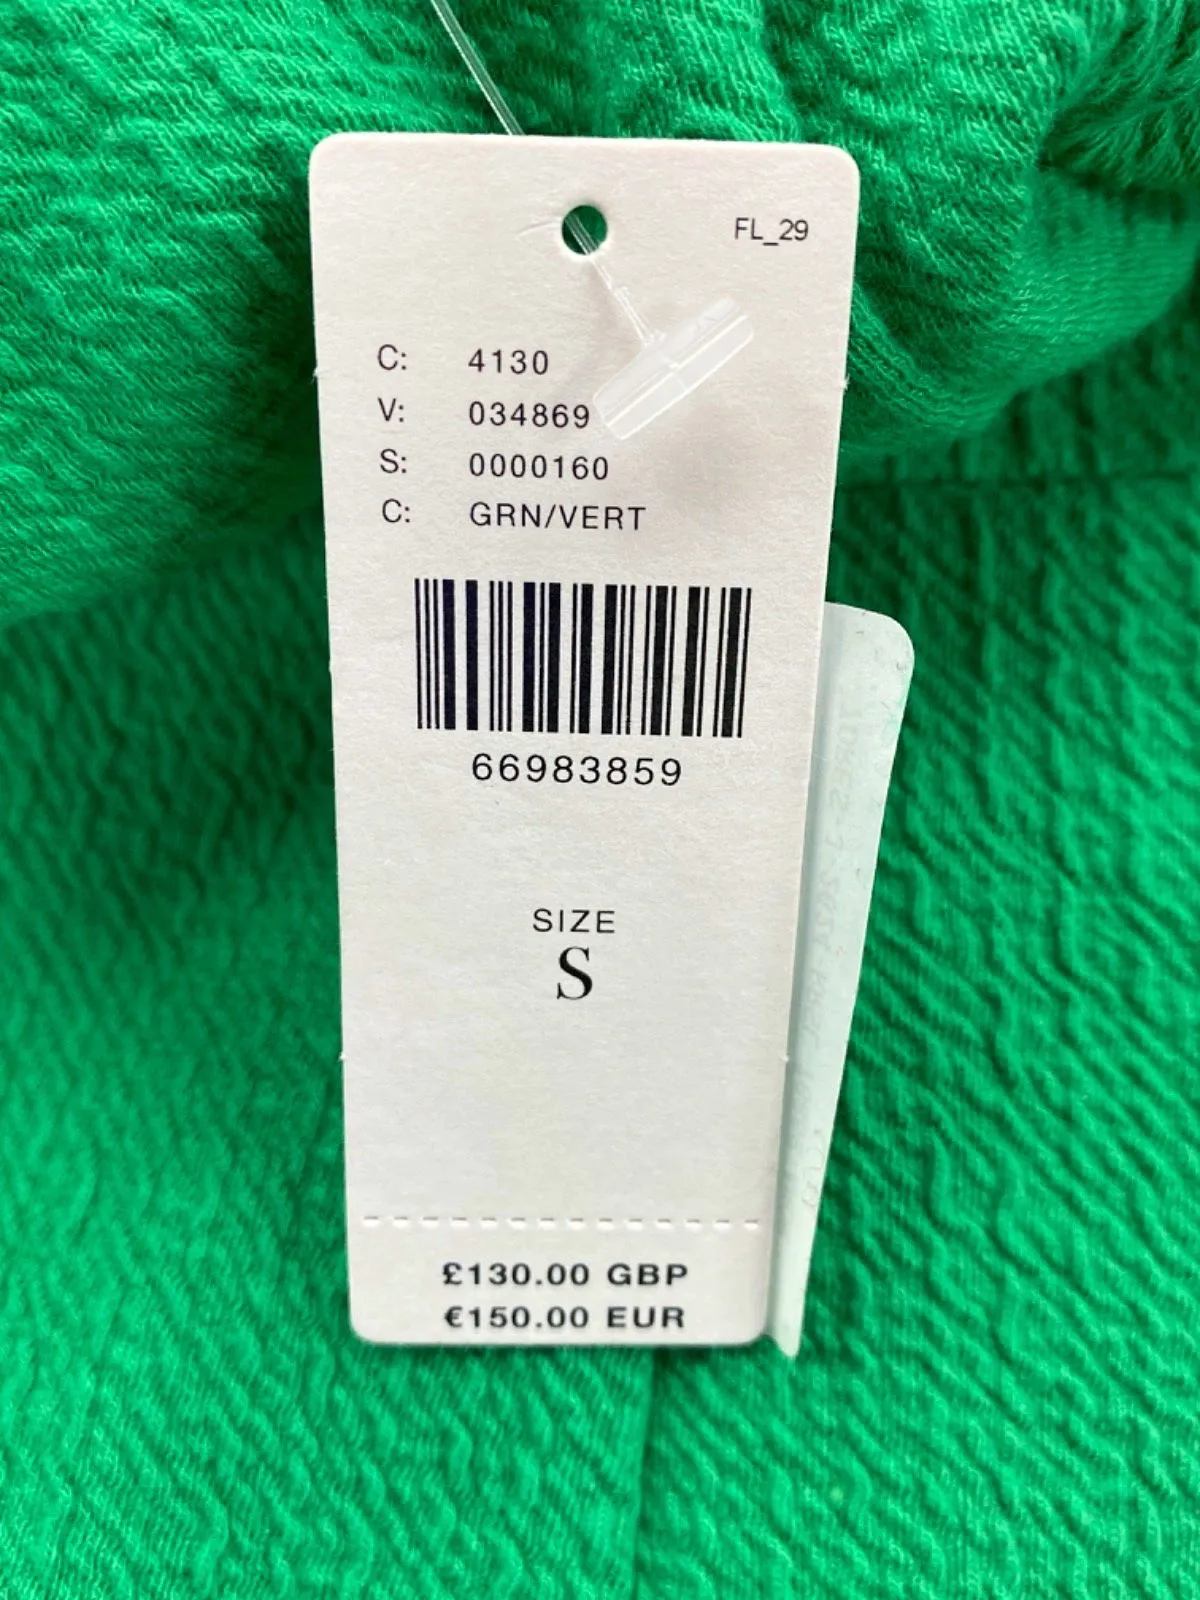 FL_29
C: 4130
V: 034869
S: 0000160
C: GRN/VERT
66983859
SIZE
S
£130.00 GBP
€150.00 EUR